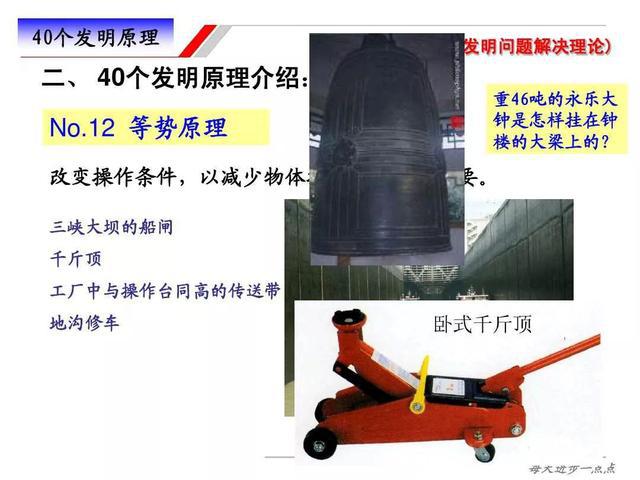 40个发明原理
发明问题解决理论)
二、 40个发明原理介绍：
No.12 等势原理
重46吨的永乐大
钟是怎样挂在钟
楼的大梁上的？
改变操作条件，以减少物体
要。
三峡大坝的船闸
千斤顶
工厂中与操作台同高的传送带
地沟修车
卧式千斤顶
每天进步一点点